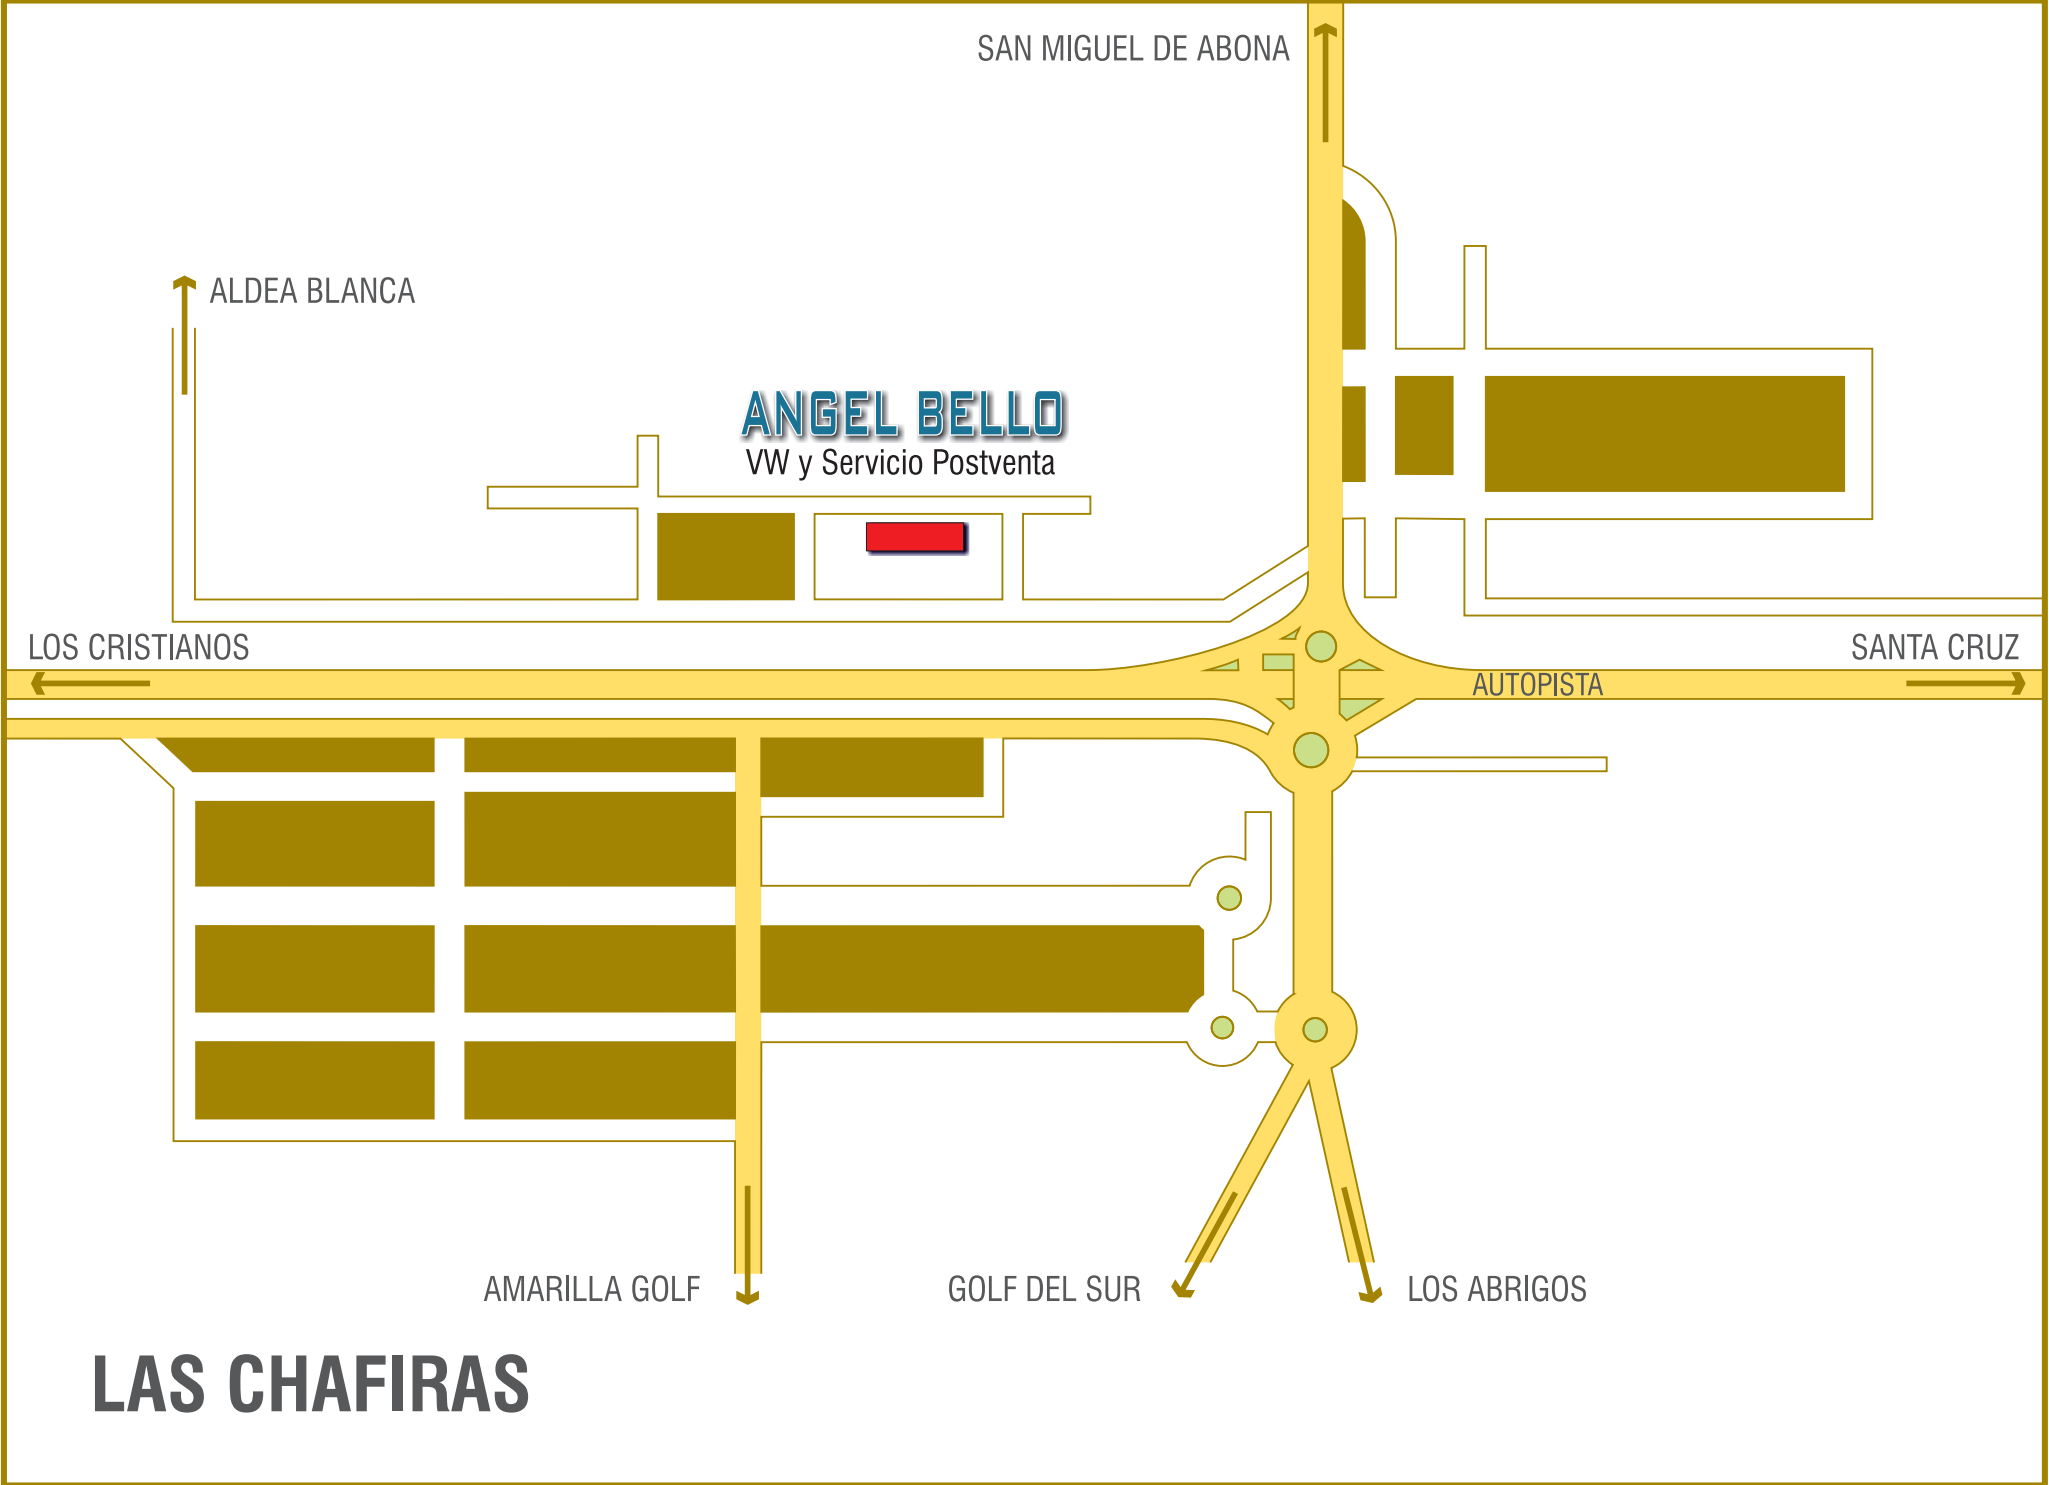 SAN MIGUEL DE ABONA
ALDEA BLANCA
ANGEL BELLO
VW y Servicio Postventa
LOS CRISTIANOS
SANTA CRUZ
AUTOPISTA
AMARILLA GOLF
GOLF DEL SUR
LOS ABRIGOS
LAS CHAFIRAS